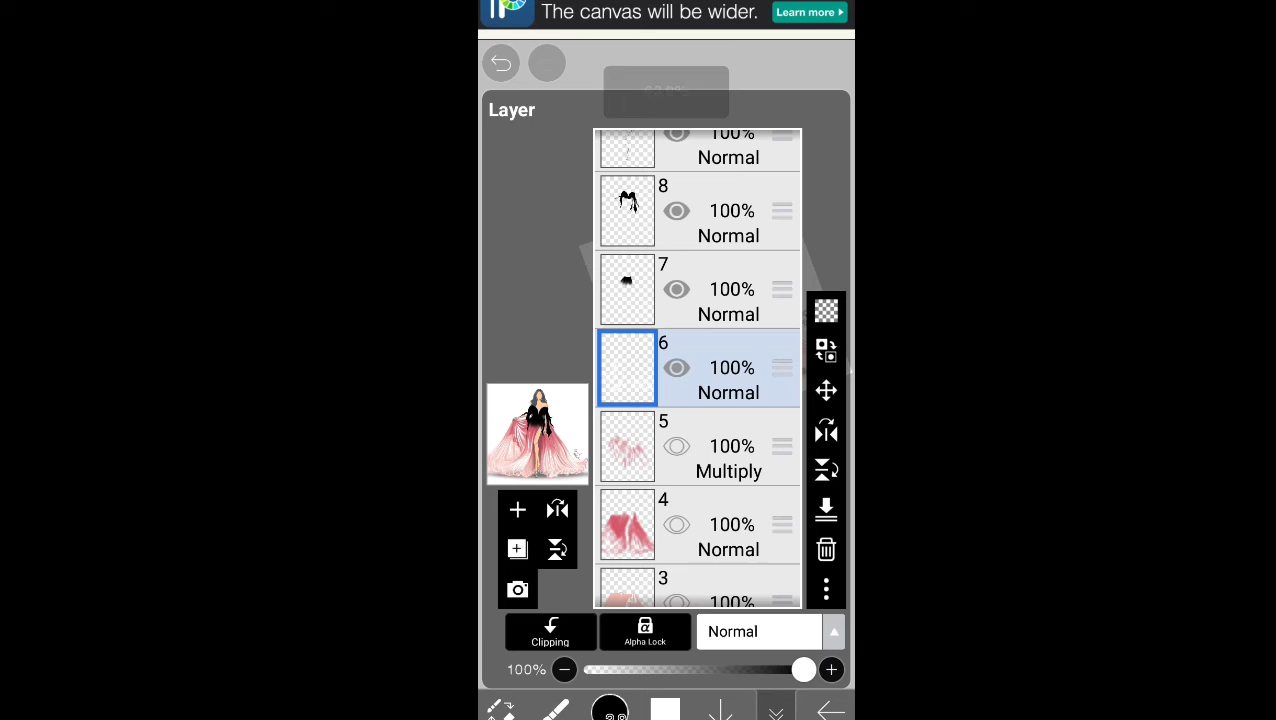 The canvas will be wider.
Learn more
Layer
100%
Normal
8
100%
Normal
7
100%
Normal
6
100%
Normal
5
100%
Multiply
4
100%
Normal
3
100%
Clipping
Alpha Lock
Normal
100%